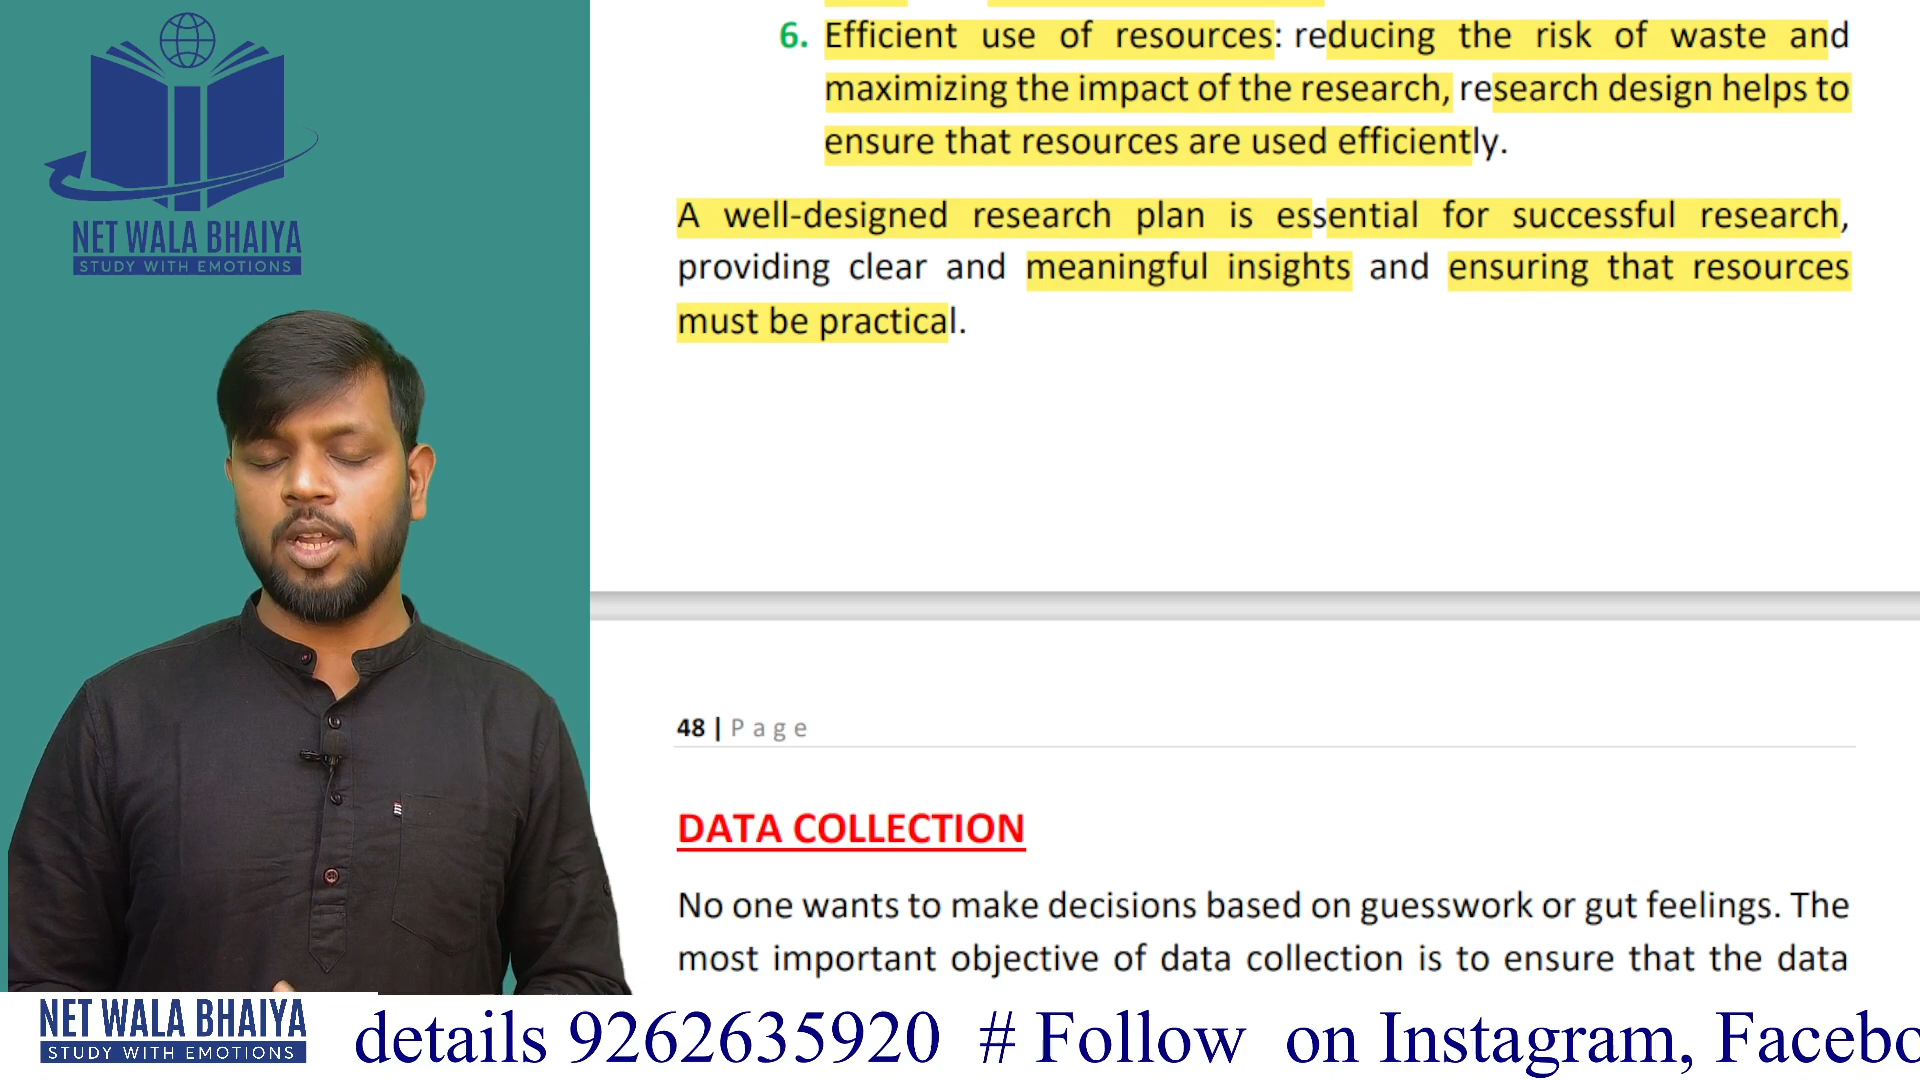 NET WALA BHAIYA
STUDY WITH EMOTIONS
6. Efficient use of resources: reducing the risk of waste and
maximizing the impact of the research, research design helps to
ensure that resources are used efficiently.
A well-designed research plan is essential for successful research,
providing clear and meaningful insights and ensuring that resources
must be practical.
48 | Page
DATA COLLECTION
No one wants to make decisions based on guesswork or gut feelings. The
most important objective of data collection is to ensure that the data
NET WALA BHAIYA
STUDY WITH EMOTIONS
details 9262635920 # Follow on Instagram, Facebo